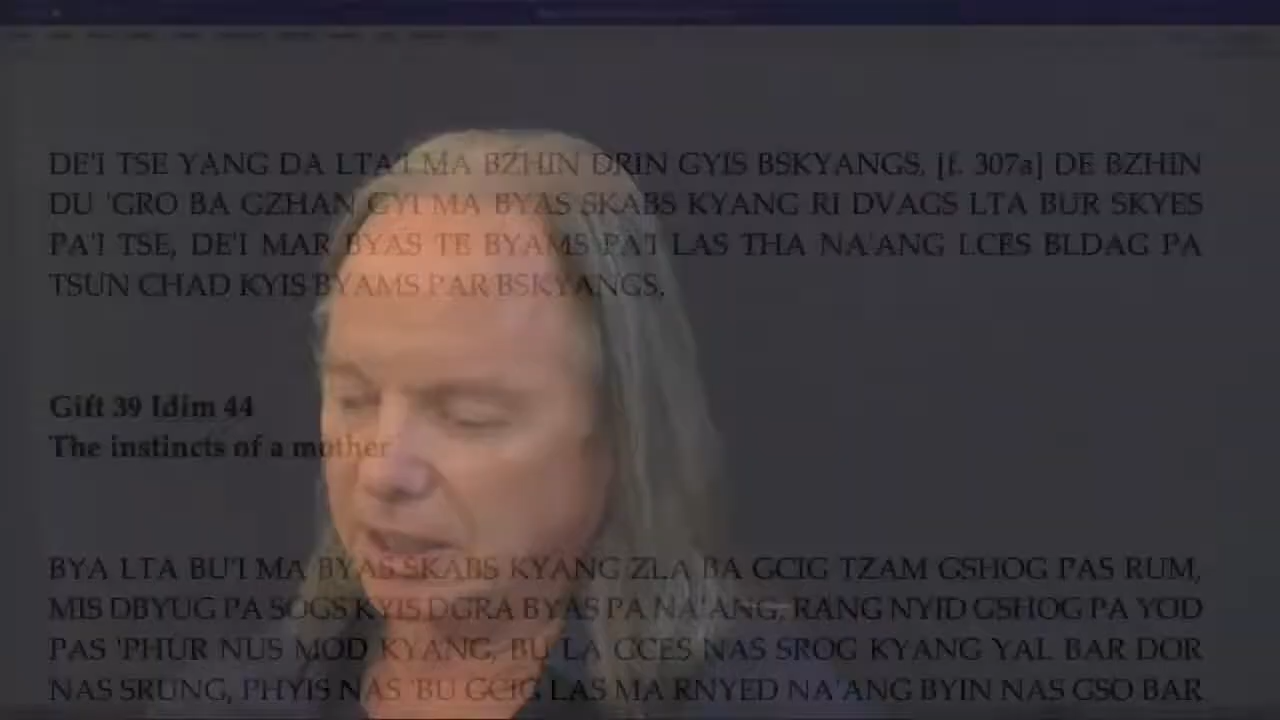 DE'I TSE YANG DA LTA'I MA BZHIN DRIN GYIS BSKYANGS, [f. 307a] DE BZHIN
DU 'GRO BA GZHAN GYI MA BYAS SKABS KYANG RI DVAGS LTA BUR SKYES
PA'I TSE, DE'I MAR BYAS TE BYAMS PA'I LAS THA NA'ANG LCES BLDAG PA
TSUN CHAD KYIS BYAMS PAR BSKYANGS,
Gift 39 Idim 44
The instincts of a mother
BYA LTA BU'I MA BYAS SKABS KYANG ZLA BA GCIG TZAM GSHOG PAS RUM,
MIS DBYUG PA SOGS KYIS DGRA BYAS PA NA'ANG, RANG NYID GSHOG PA YOD
PAS 'PHUR NUS MOD KYANG, BU LA GCES NAS SROG KYANG YAL BAR DOR
NAS SRUNG, PHYIS NAS 'BU GCIG LAS MA RNYED NA'ANG BYIN NAS GSO BAR